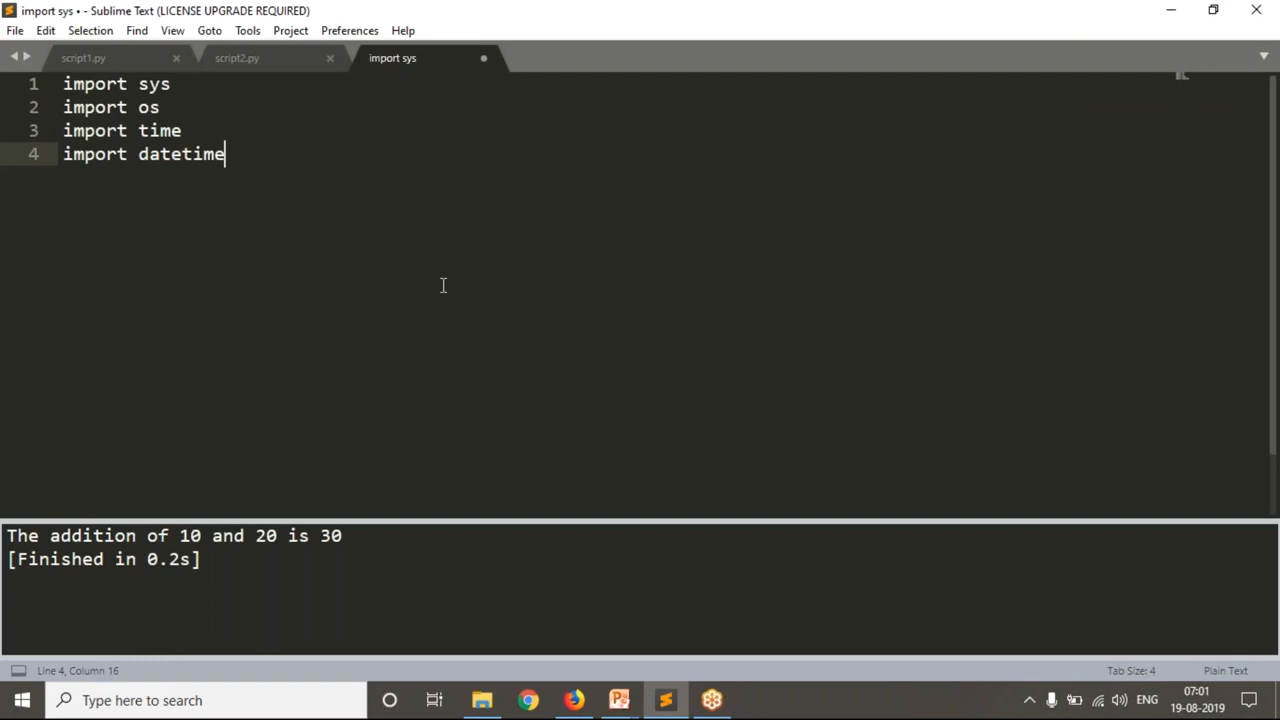 import sys • - Sublime Text (LICENSE UPGRADE REQUIRED)
File Edit Selection Find View Goto Tools Project Preferences Help
script1.py script2.py import sys
1 import sys
2 import os
3 import time
4 import datetime
The addition of 10 and 20 is 30
[Finished in 0.2s]
Line 4, Column 16 Tab Size: 4 Plain Text
Type here to search ENG 07:01
19-08-2019